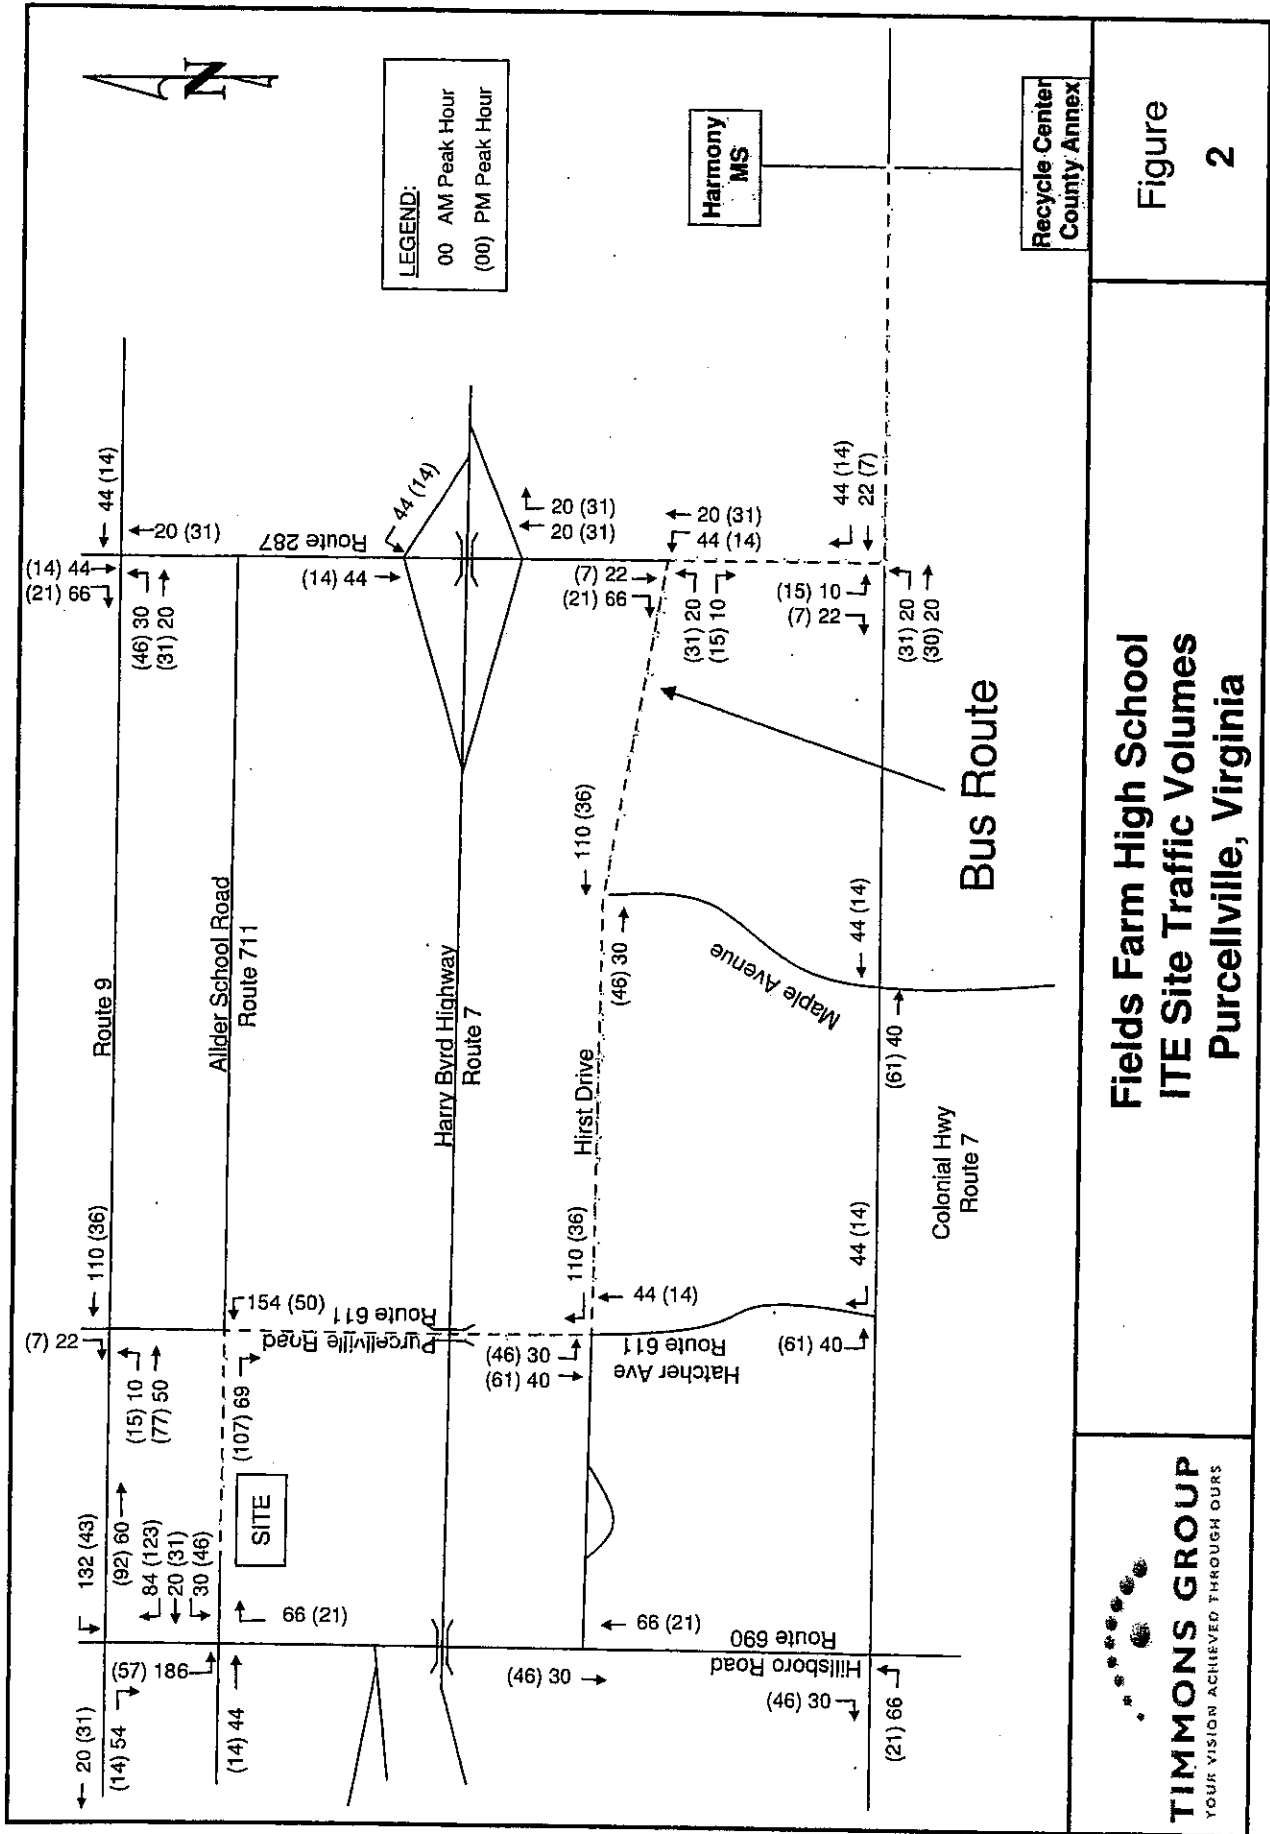 N
LEGEND:
00 AM Peak Hour
(00) PM Peak Hour
Harmony
MS
Recycle Center
County Annex
Route 9
Allder School Road
Route 711
Harry Byrd Highway
Route 7
Hirst Drive
Maple Avenue
Colonial Hwy
Route 7
Route 287
Purcellville Road
Route 611
Hatcher Ave
Route 611
Hillsboro Road
Route 690
SITE
Bus Route
20 (31)
(14) 54
132 (43)
(92) 60
84 (123)
20 (31)
30 (46)
(57) 186
(14) 44
66 (21)
(7) 22
110 (36)
(15) 10
(77) 50
154 (50)
(107) 69
(14) 44
(21) 66
44 (14)
20 (31)
(46) 30
(31) 20
44 (14)
(14) 44
20 (31)
20 (31)
(46) 30
66 (21)
(46) 30
(61) 40
110 (36)
44 (14)
110 (36)
(46) 30
(7) 22
(21) 66
20 (31)
44 (14)
(31) 20
(15) 10
(46) 30
(21) 66
(61) 40
44 (14)
44 (14)
(61) 40
(15) 10
(7) 22
44 (14)
22 (7)
(31) 20
(30) 20
TIMMONS GROUP
YOUR VISION ACHIEVED THROUGH OURS
Fields Farm High School
ITE Site Traffic Volumes
Purcellville, Virginia
Figure
2